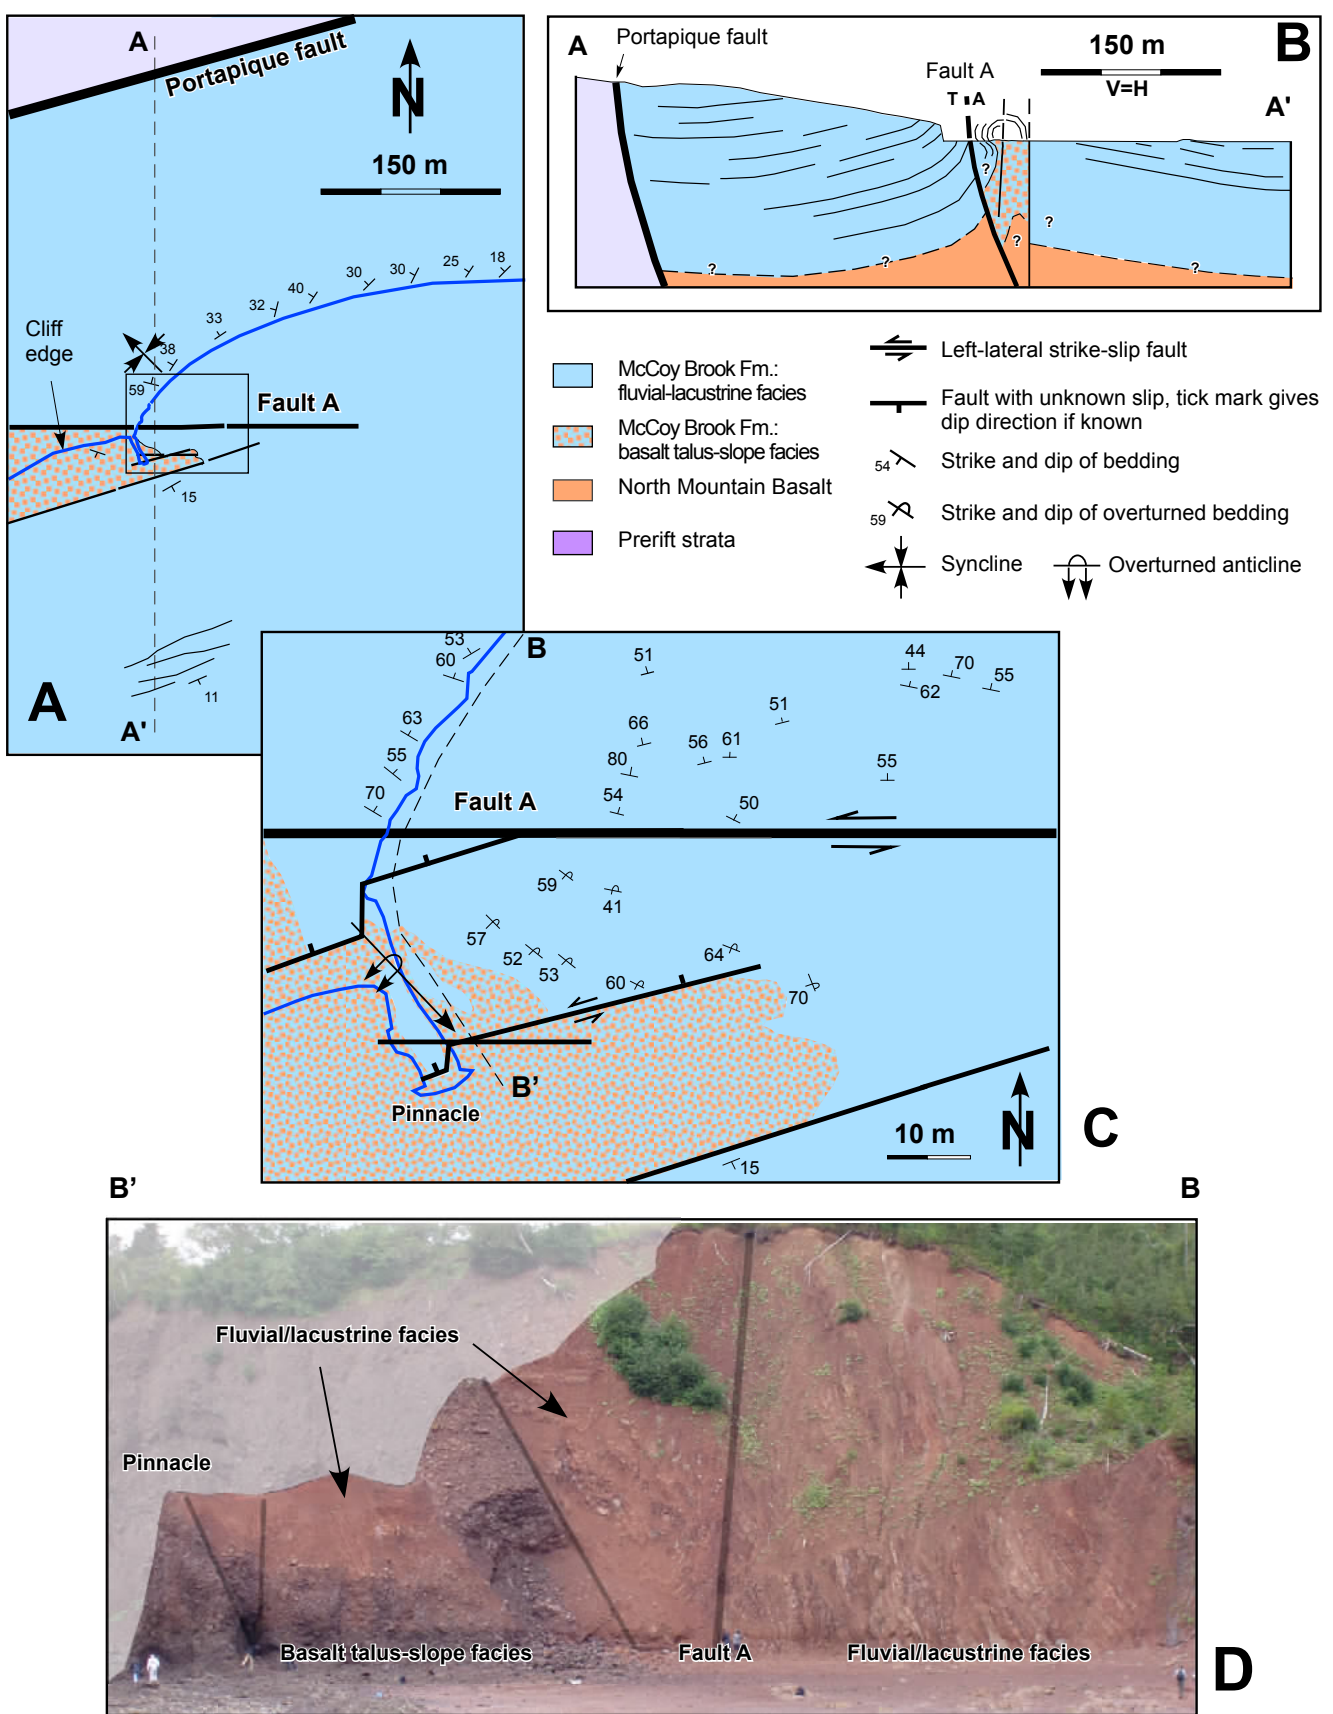 A
Portapique fault
N
150 m
30
30
25
18
40
32
33
38
59
Cliff
edge
Fault A
15
11
A
A'
B
A
Portapique fault
150 m
V=H
Fault A
T A
A'
?
?
?
?
?
?
McCoy Brook Fm.:
fluvial-lacustrine facies
McCoy Brook Fm.:
basalt talus-slope facies
North Mountain Basalt
Prerift strata
Left-lateral strike-slip fault
Fault with unknown slip, tick mark gives
dip direction if known
54
Strike and dip of bedding
59
Strike and dip of overturned bedding
Syncline
Overturned anticline
53
B
60
51
44
70
55
62
63
66
51
56
61
55
80
55
70
54
50
Fault A
59
41
57
52
53
64
60
70
B’
Pinnacle
10 m
N
15
C
B’
B
Fluvial/lacustrine facies
Pinnacle
Basalt talus-slope facies
Fault A
Fluvial/lacustrine facies
D